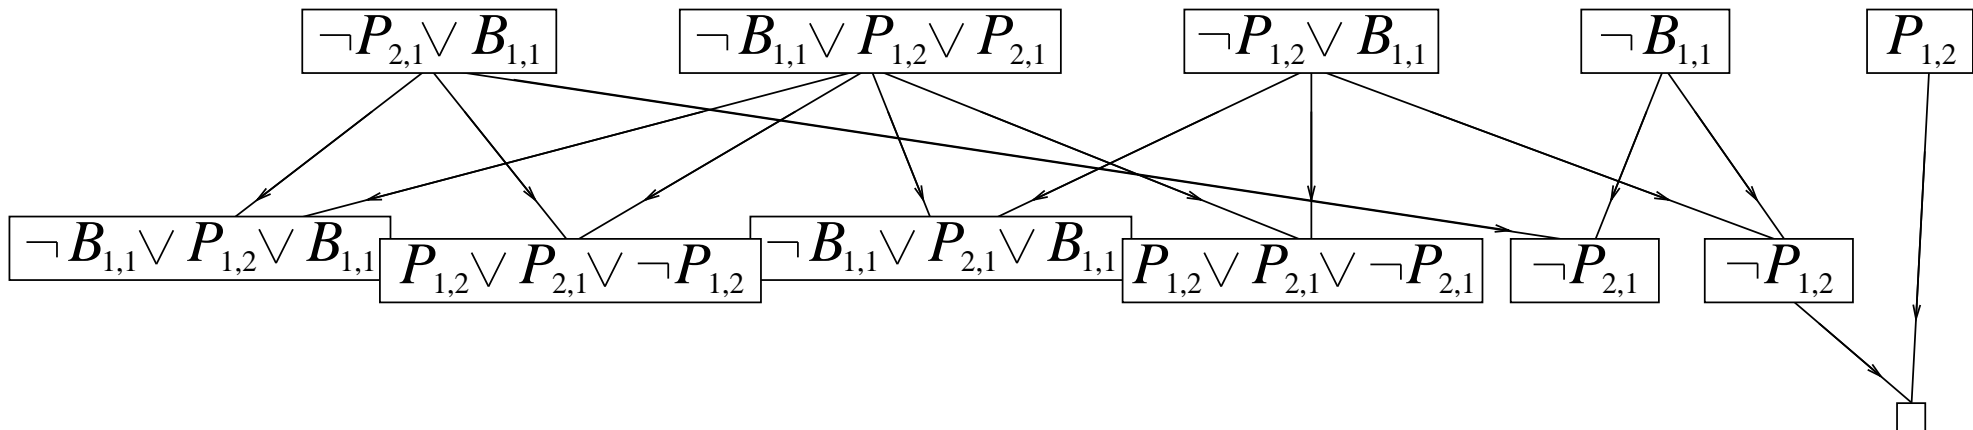 ¬P2,1 ∨ B1,1 ¬B1,1 ∨ P1,2 ∨ P2,1 ¬P1,2 ∨ B1,1 ¬B1,1 P1,2
¬B1,1 ∨ P1,2 ∨ B1,1 P1,2 ∨ P2,1 ∨ ¬P1,2 ¬B1,1 ∨ P2,1 ∨ B1,1 P1,2 ∨ P2,1 ∨ ¬P2,1 ¬P2,1 ¬P1,2